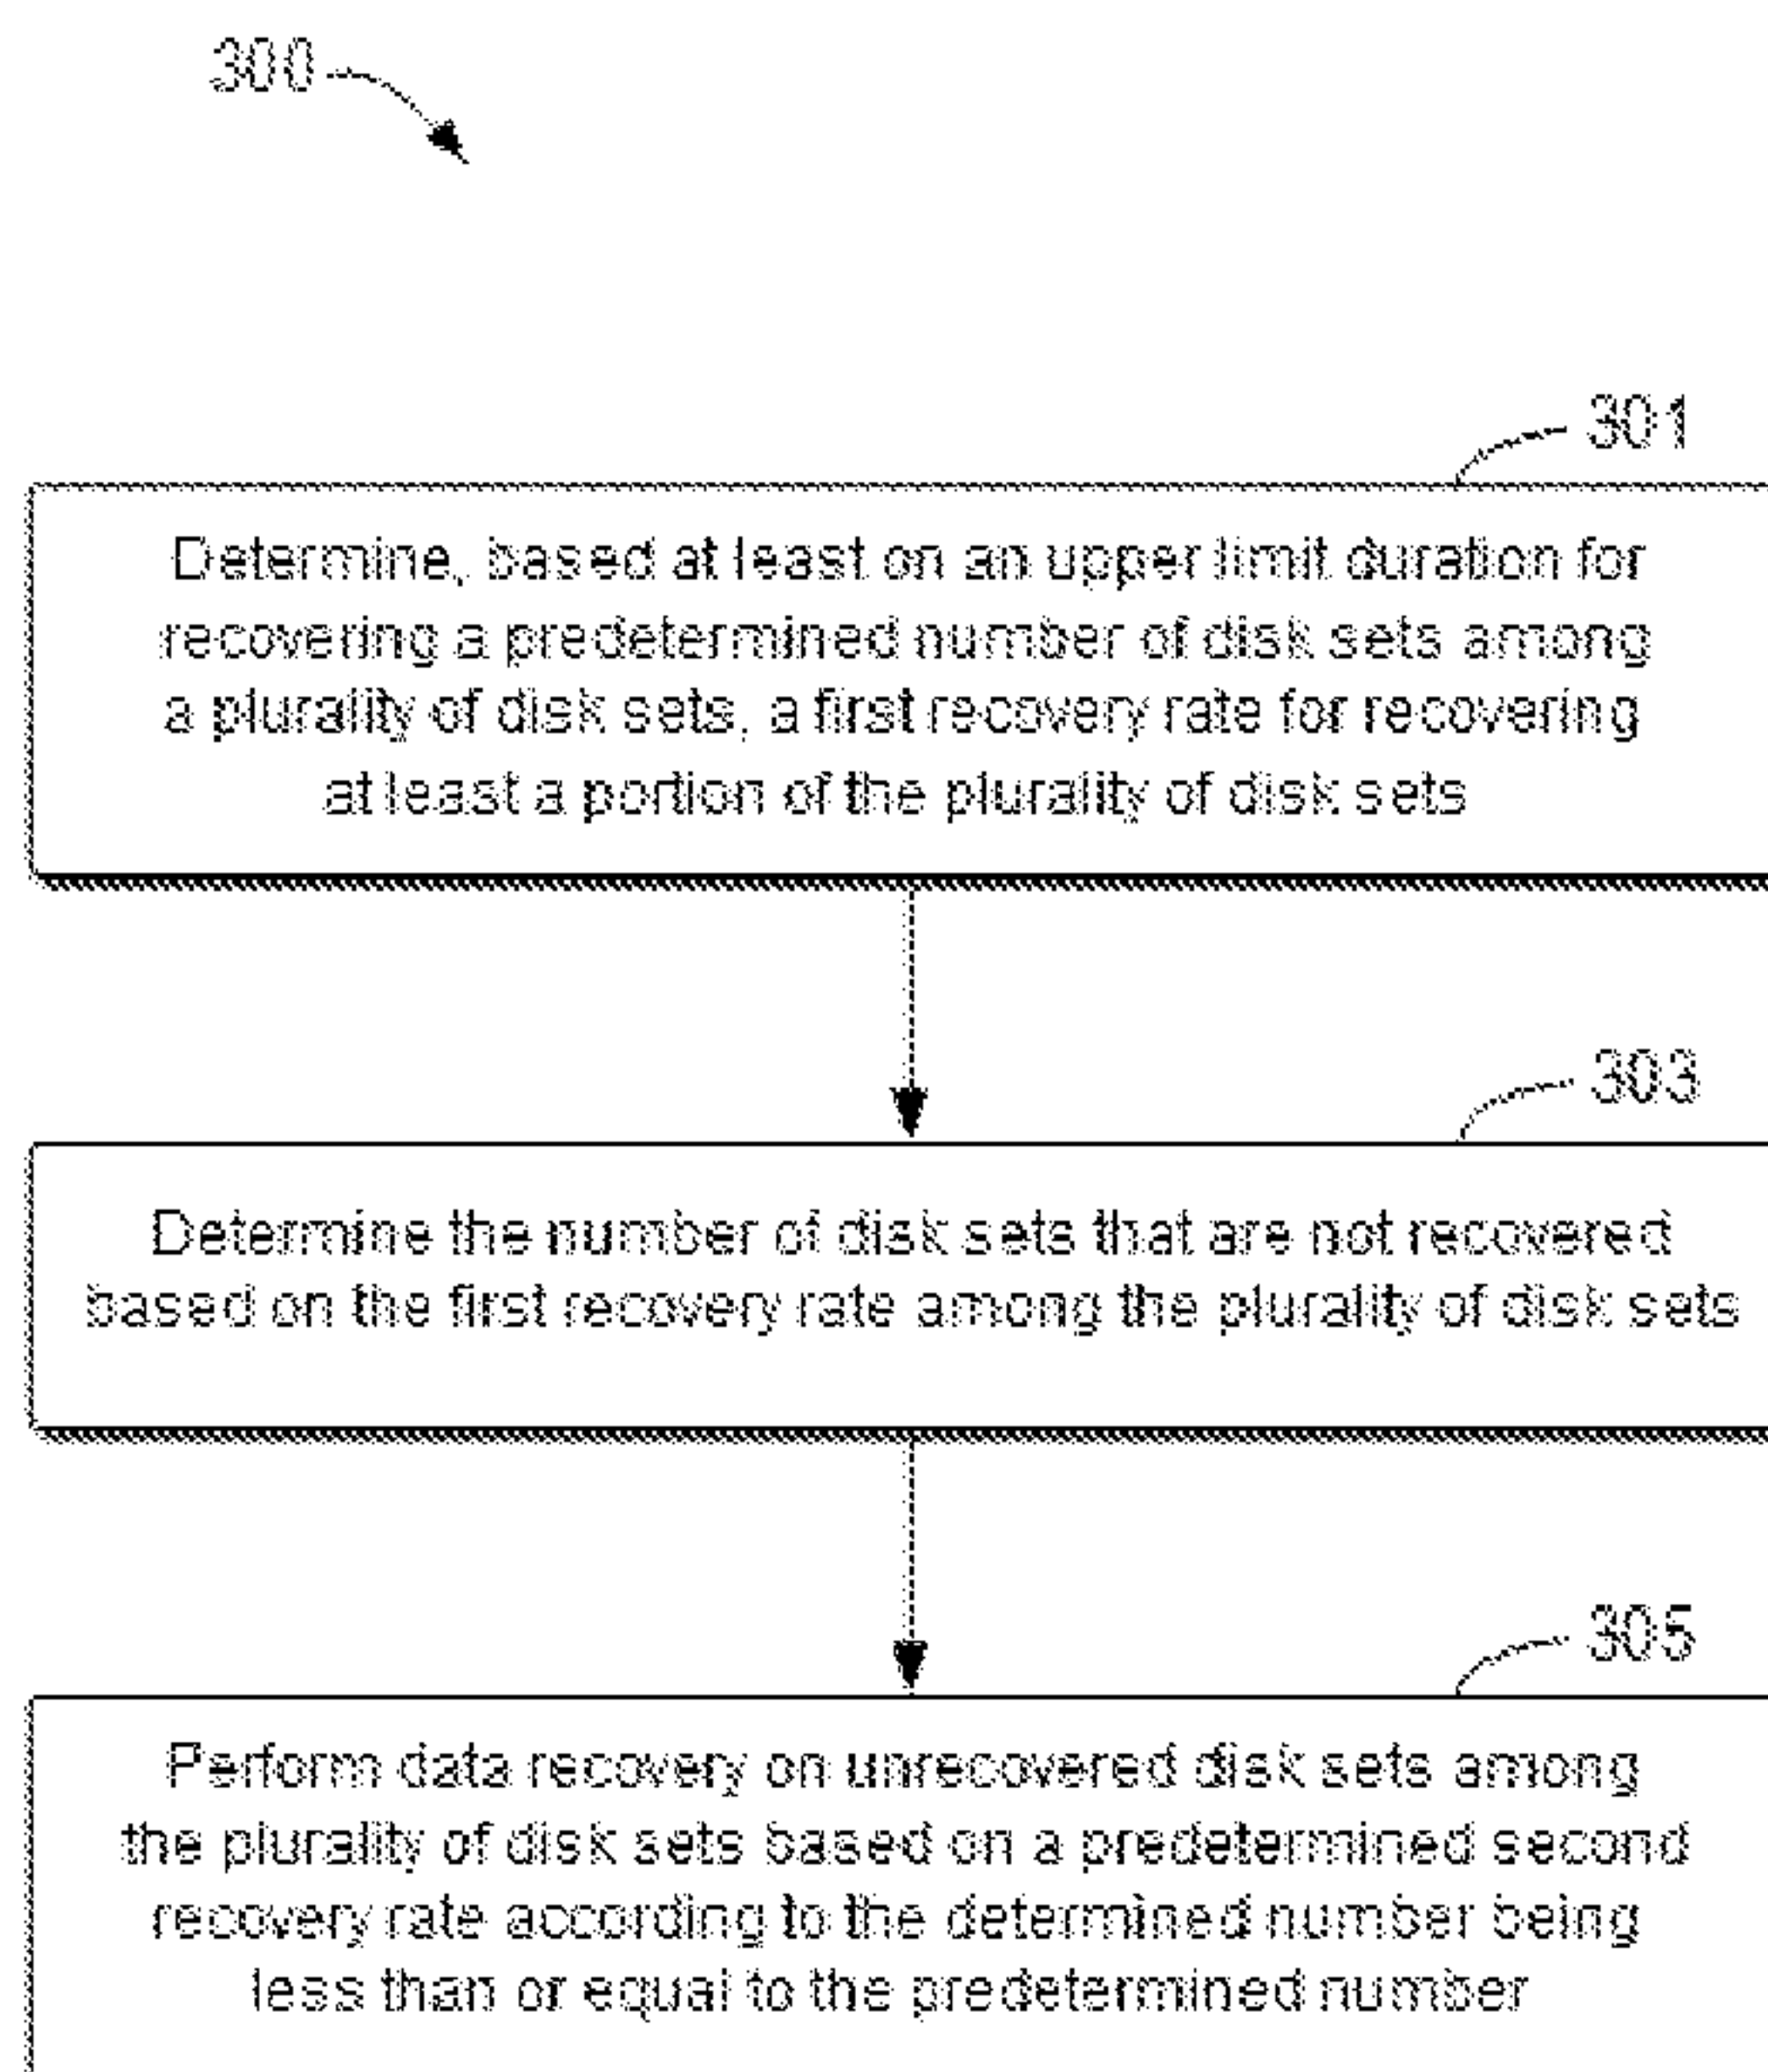 300
301
Determine, based at least on an upper limit duration for
recovering a predetermined number of disk sets among
a plurality of disk sets, a first recovery rate for recovering
at least a portion of the plurality of disk sets
303
Determine the number of disk sets that are not recovered
based on the first recovery rate among the plurality of disk sets
305
Perform data recovery on unrecovered disk sets among
the plurality of disk sets based on a predetermined second
recovery rate according to the determined number being
less than or equal to the predetermined number